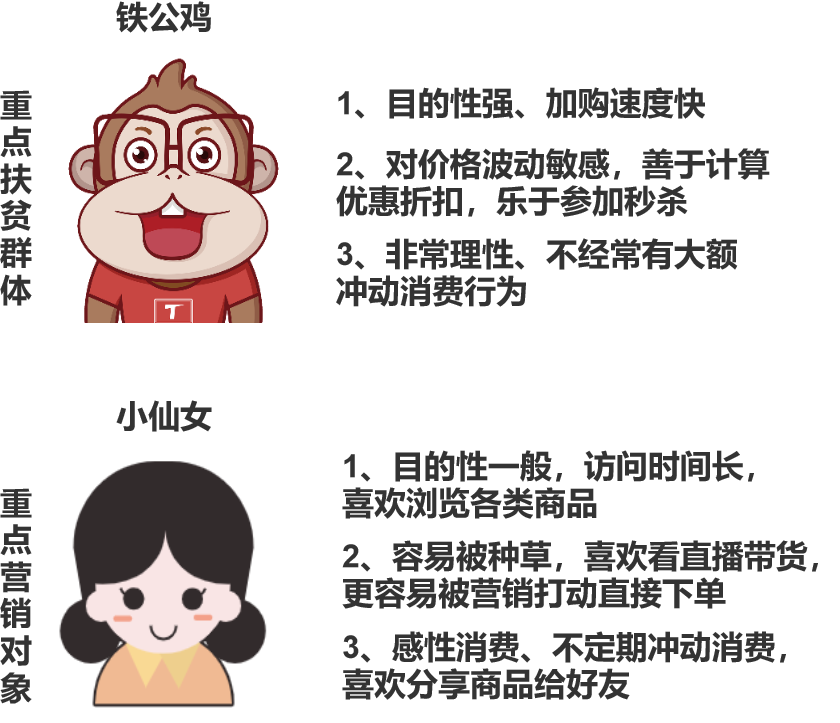 铁公鸡
重点扶贫群体
T
1、目的性强、加购速度快
2、对价格波动敏感，善于计算
优惠折扣，乐于参加秒杀
3、非常理性、不经常有大额
冲动消费行为
小仙女
重点营销对象
1、目的性一般，访问时间长，
喜欢浏览各类商品
2、容易被种草，喜欢看直播带货，
更容易被营销打动直接下单
3、感性消费、不定期冲动消费，
喜欢分享商品给好友